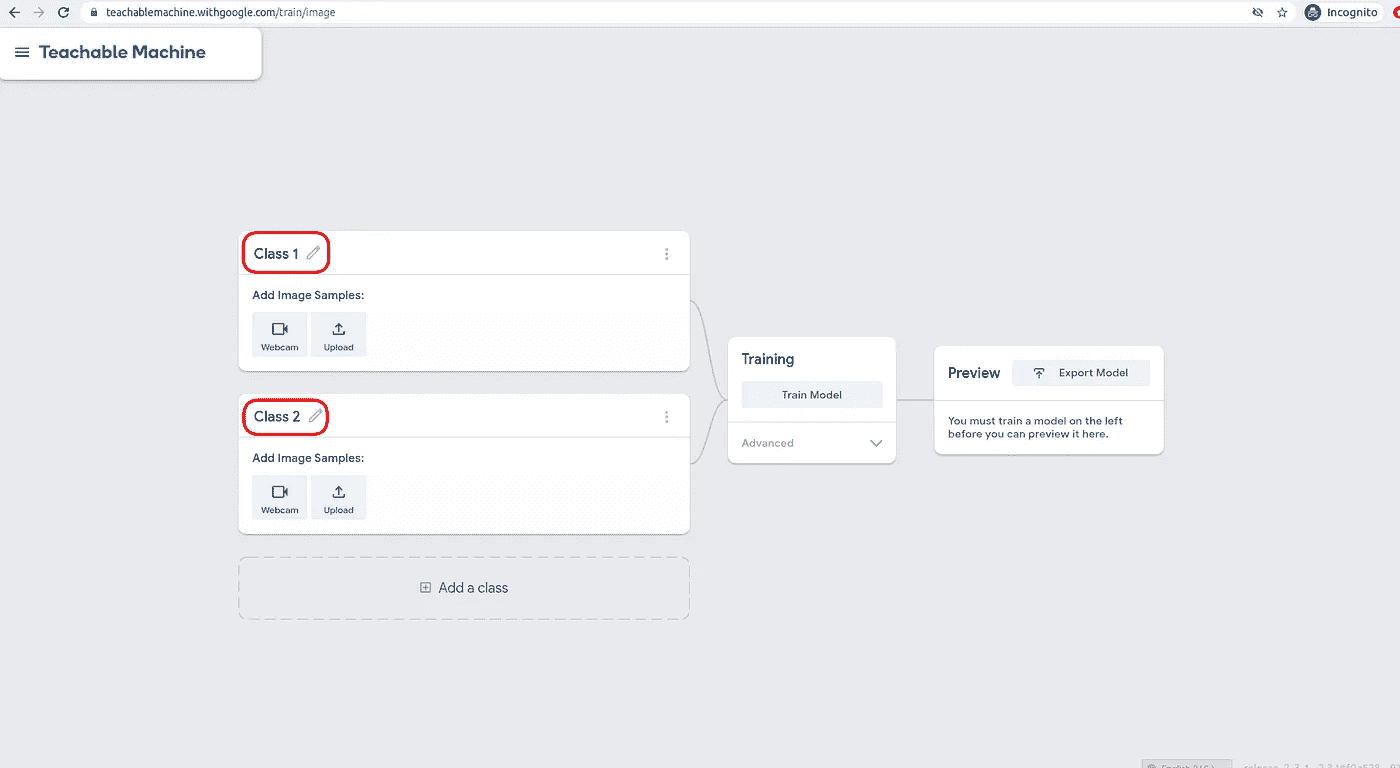 teachablemachine.withgoogle.com/train/image
Incognito
Teachable Machine
Class 1
Add Image Samples:
Webcam
Upload
Class 2
Add Image Samples:
Webcam
Upload
Add a class
Training
Train Model
Advanced
Preview
Export Model
You must train a model on the left
before you can preview it here.